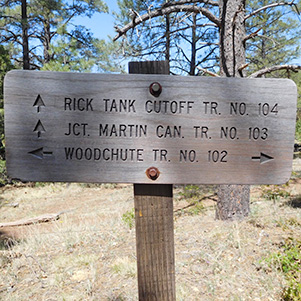 ↑ RICK TANK CUTOFF TR. NO. 104
↑ JCT. MARTIN CAN. TR. NO. 103
← WOODCHUTE TR. NO. 102 →